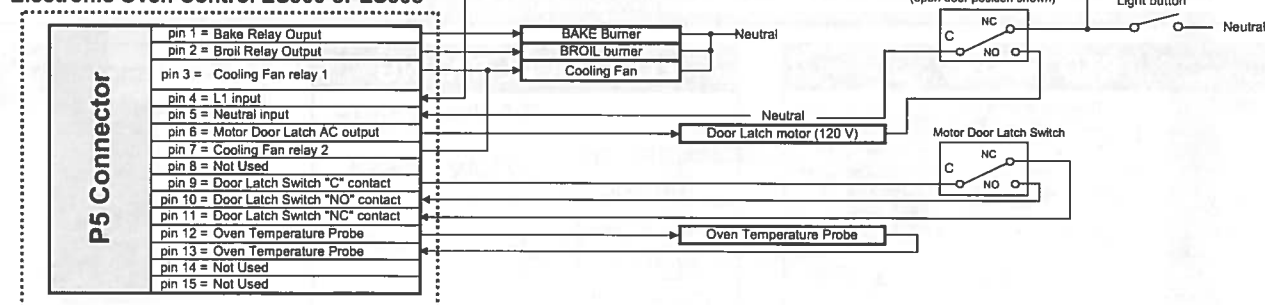 Electronic Oven Control
(open door position shown)
Light button
P5 Connector
pin 1 = Bake Relay Ouput
pin 2 = Broil Relay Output
pin 3 = Cooling Fan relay 1
pin 4 = L1 input
pin 5 = Neutral input
pin 6 = Motor Door Latch AC output
pin 7 = Cooling Fan relay 2
pin 8 = Not Used
pin 9 = Door Latch Switch "C" contact
pin 10 = Door Latch Switch "NO" contact
pin 11 = Door Latch Switch "NC" contact
pin 12 = Oven Temperature Probe
pin 13 = Oven Temperature Probe
pin 14 = Not Used
pin 15 = Not Used
BAKE Burner
BROIL burner
Cooling Fan
Neutral
Neutral
Door Latch motor (120 V)
Oven Temperature Probe
NC
C
NO
Neutral
Motor Door Latch Switch
NC
C
NO